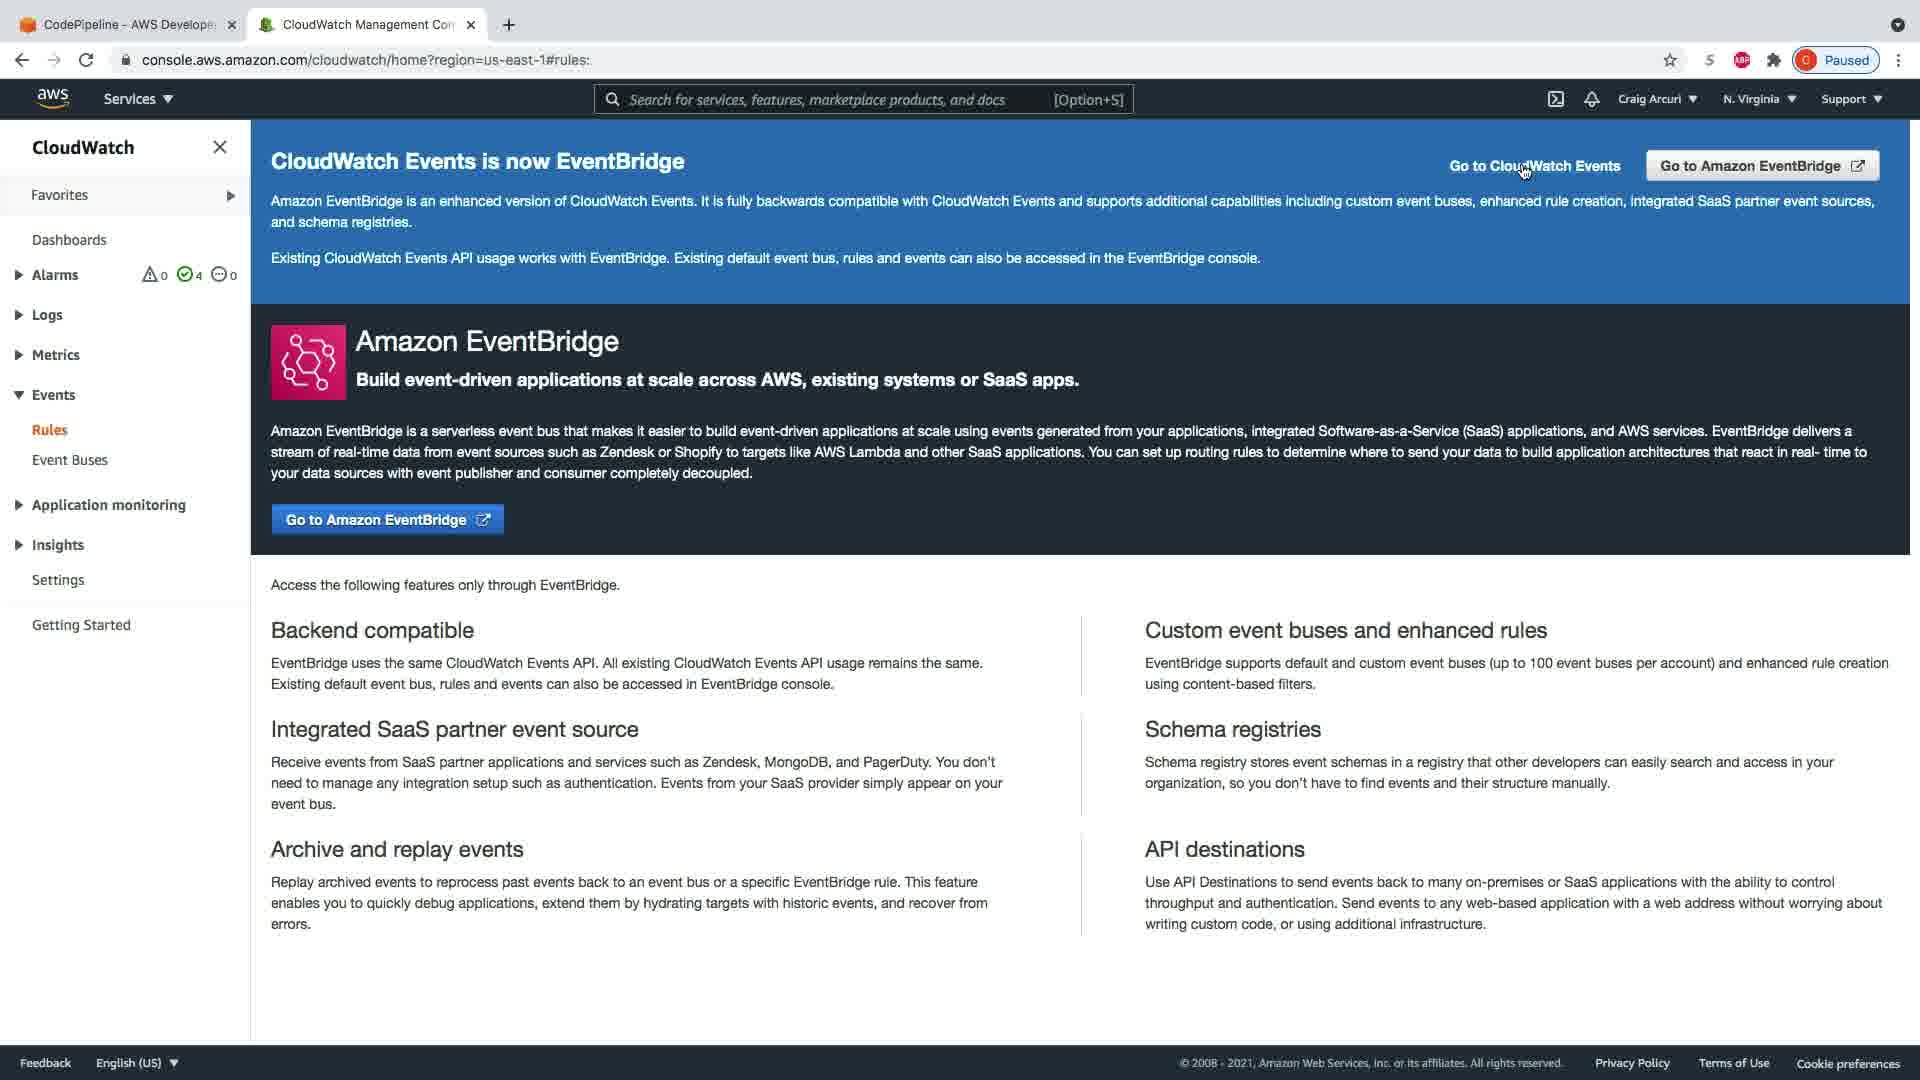 CodePipeline - AWS Develope
CloudWatch Management Con
console.aws.amazon.com/cloudwatch/home?region=us-east-1#rules:
S
ABP
C
Paused
aws
Services
Search for services, features, marketplace products, and docs
[Option+S]
Craig Arcuri
N. Virginia
Support
CloudWatch
Favorites
Dashboards
Alarms
0
4
0
Logs
Metrics
Events
Rules
Event Buses
Application monitoring
Insights
Settings
Getting Started
CloudWatch Events is now EventBridge
Go to CloudWatch Events
Go to Amazon EventBridge
Amazon EventBridge is an enhanced version of CloudWatch Events. It is fully backwards compatible with CloudWatch Events and supports additional capabilities including custom event buses, enhanced rule creation, integrated SaaS partner event sources,
and schema registries.
Existing CloudWatch Events API usage works with EventBridge. Existing default event bus, rules and events can also be accessed in the EventBridge console.
Amazon EventBridge
Build event-driven applications at scale across AWS, existing systems or SaaS apps.
Amazon EventBridge is a serverless event bus that makes it easier to build event-driven applications at scale using events generated from your applications, integrated Software-as-a-Service (SaaS) applications, and AWS services. EventBridge delivers a
stream of real-time data from event sources such as Zendesk or Shopify to targets like AWS Lambda and other SaaS applications. You can set up routing rules to determine where to send your data to build application architectures that react in real- time to
your data sources with event publisher and consumer completely decoupled.
Go to Amazon EventBridge
Access the following features only through EventBridge.
Backend compatible
EventBridge uses the same CloudWatch Events API. All existing CloudWatch Events API usage remains the same.
Existing default event bus, rules and events can also be accessed in EventBridge console.
Custom event buses and enhanced rules
EventBridge supports default and custom event buses (up to 100 event buses per account) and enhanced rule creation
using content-based filters.
Integrated SaaS partner event source
Receive events from SaaS partner applications and services such as Zendesk, MongoDB, and PagerDuty. You don't
need to manage any integration setup such as authentication. Events from your SaaS provider simply appear on your
event bus.
Schema registries
Schema registry stores event schemas in a registry that other developers can easily search and access in your
organization, so you don't have to find events and their structure manually.
Archive and replay events
Replay archived events to reprocess past events back to an event bus or a specific EventBridge rule. This feature
enables you to quickly debug applications, extend them by hydrating targets with historic events, and recover from
errors.
API destinations
Use API Destinations to send events back to many on-premises or SaaS applications with the ability to control
throughput and authentication. Send events to any web-based application with a web address without worrying about
writing custom code, or using additional infrastructure.
Feedback
English (US)
© 2008 - 2021, Amazon Web Services, Inc. or its affiliates. All rights reserved.
Privacy Policy
Terms of Use
Cookie preferences